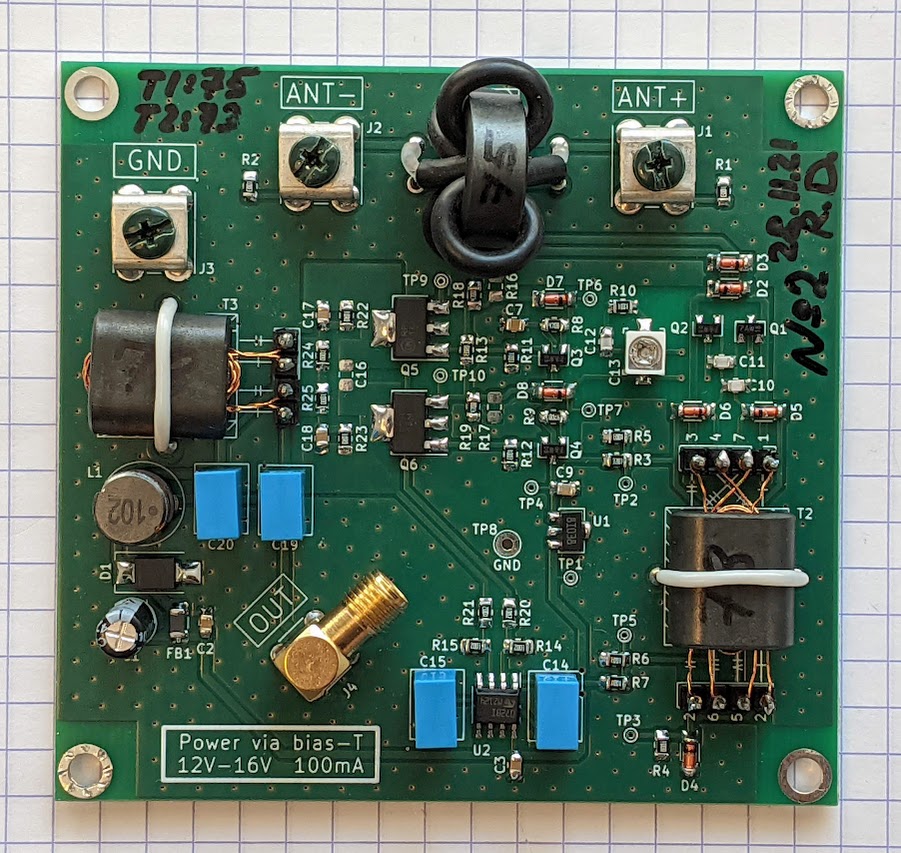 T1:75
T2:73
ANT-
ANT+
GND
J2
J1
R2
R1
J3
75
28.11.21
R.D
№2
D3
D2
TP9
R18
R16
D7
TP6
R10
T3
C17
R22
C7
R8
Q2
Q1
C12
R13
R11
Q3
C13
C11
R24
C16
Q5
TP10
D8
C10
R25
R19
R17
R9
TP7
D6
D5
C18
R23
Q6
R12
Q4
R5
R3
3 4 7 1
L1
C9
TP4
TP2
102
C20
C19
TP8
GND
U1
T2
D1
TP1
OUT
R21
R20
TP5
FB1
C2
R15
R14
C15
C14
R6
R7
J4
2 6 5 2
U2
C3
TP3
R4
D4
Power via bias-T
12V-16V 100mA